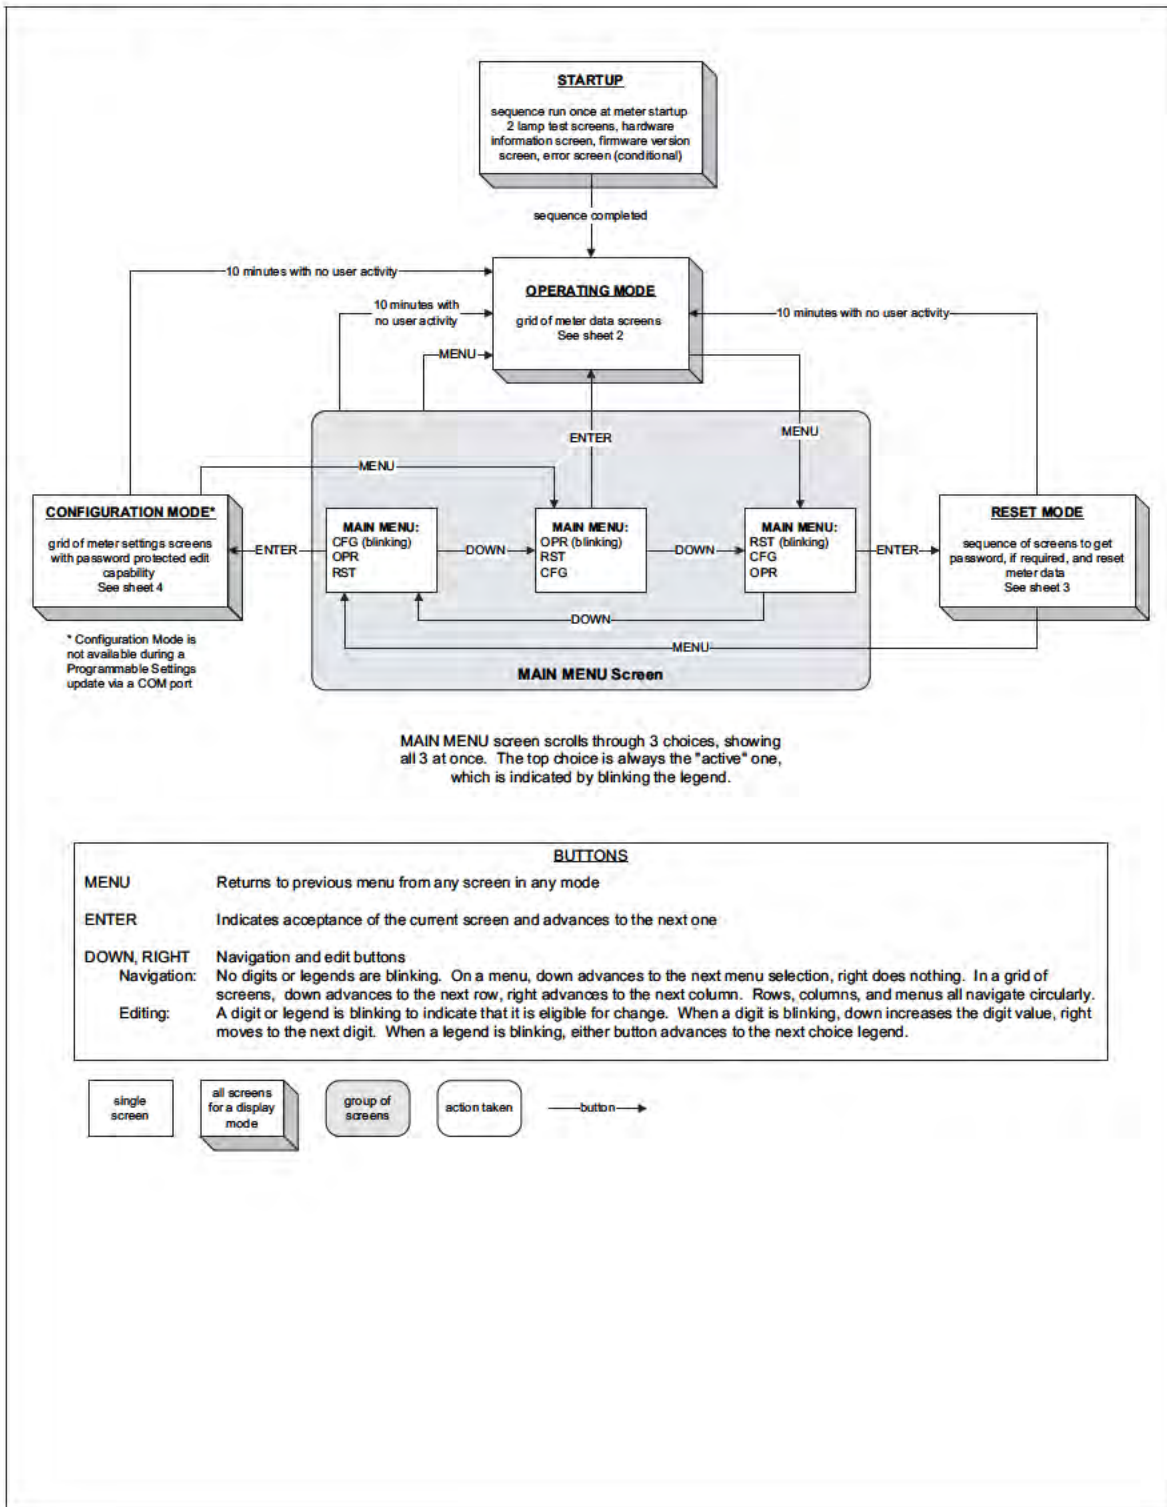 STARTUP
sequence run once at meter startup
2 lamp test screens, hardware
information screen, firmware version
screen, error screen (conditional)
sequence completed
10 minutes with no user activity
OPERATING MODE
grid of meter data screens
See sheet 2
10 minutes with
no user activity
10 minutes with no user activity
MENU
ENTER
MENU
MENU
CONFIGURATION MODE*
grid of meter settings screens
with password protected edit
capability
See sheet 4
ENTER
MAIN MENU:
CFG (blinking)
OPR
RST
DOWN
MAIN MENU:
OPR (blinking)
RST
CFG
DOWN
MAIN MENU:
RST (blinking)
CFG
OPR
ENTER
RESET MODE
sequence of screens to get
password, if required, and reset
meter data
See sheet 3
DOWN
MENU
MAIN MENU Screen
* Configuration Mode is
not available during a
Programmable Settings
update via a COM port
MAIN MENU screen scrolls through 3 choices, showing
all 3 at once. The top choice is always the "active" one,
which is indicated by blinking the legend.
BUTTONS
MENU Returns to previous menu from any screen in any mode
ENTER Indicates acceptance of the current screen and advances to the next one
DOWN, RIGHT Navigation and edit buttons
Navigation: No digits or legends are blinking. On a menu, down advances to the next menu selection, right does nothing. In a grid of
screens, down advances to the next row, right advances to the next column. Rows, columns, and menus all navigate circularly.
Editing: A digit or legend is blinking to indicate that it is eligible for change. When a digit is blinking, down increases the digit value, right
moves to the next digit. When a legend is blinking, either button advances to the next choice legend.
single
screen
all screens
for a display
mode
group of
screens
action taken
button